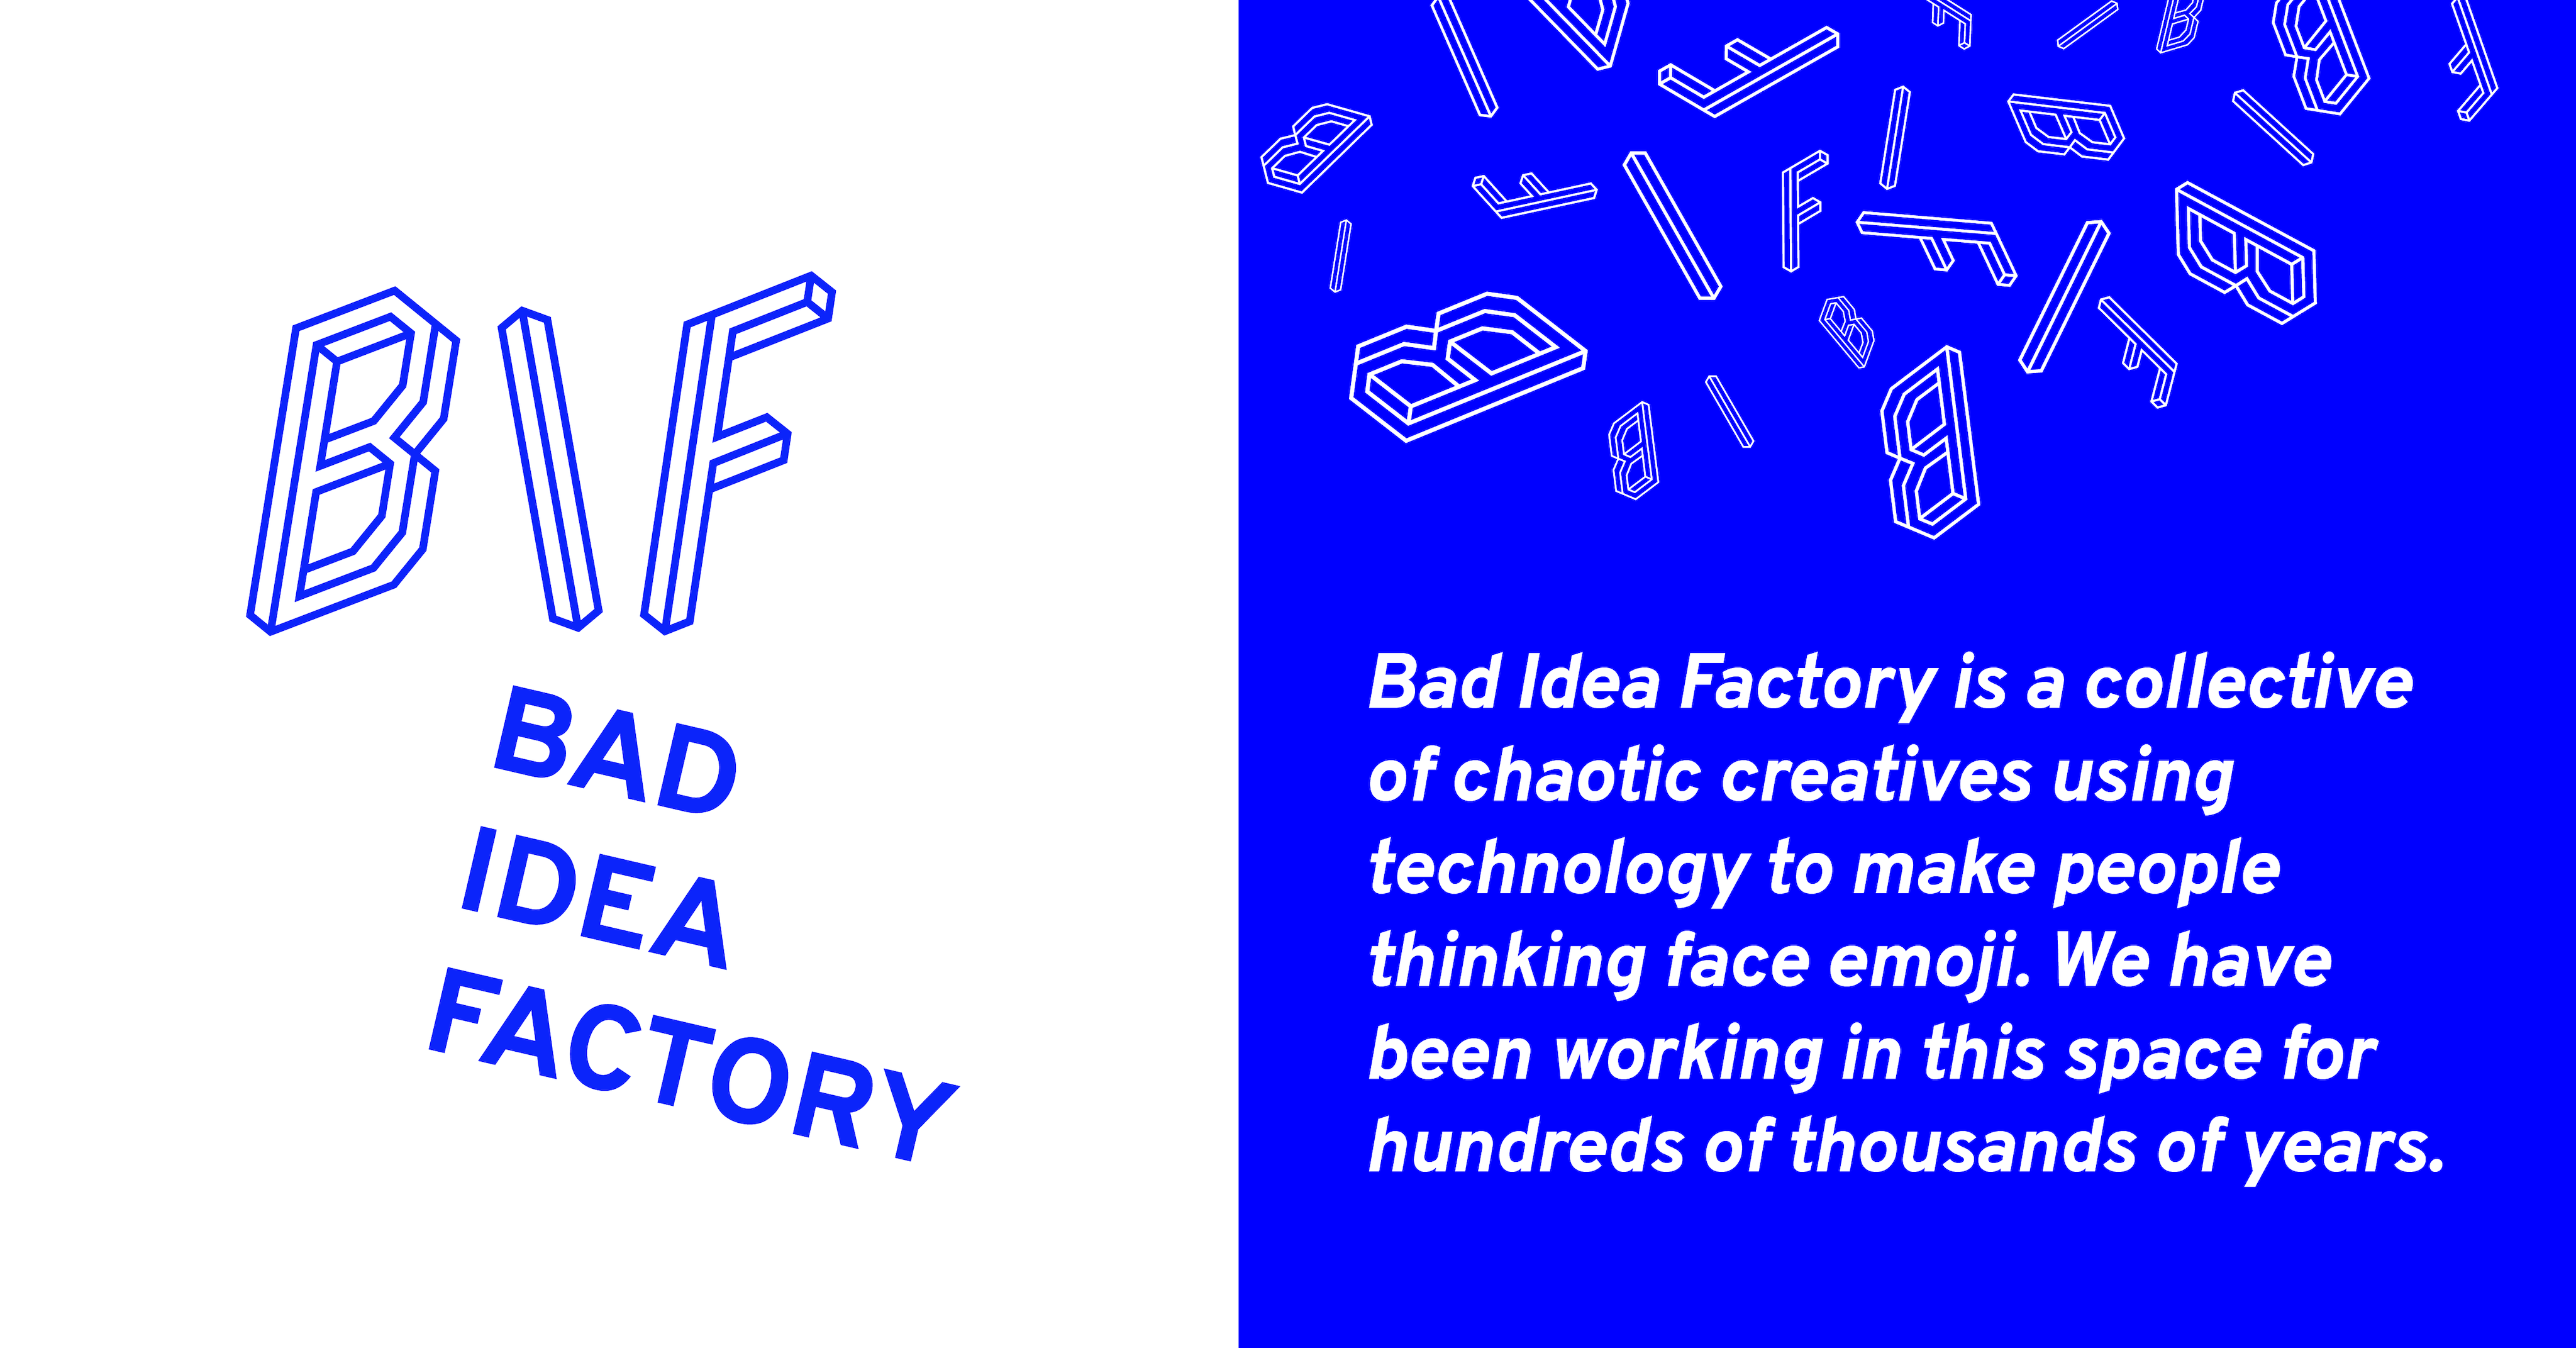 BIF
BAD
IDEA
FACTORY
Bad Idea Factory is a collective
of chaotic creatives using
technology to make people
thinking face emoji. We have
been working in this space for
hundreds of thousands of years.